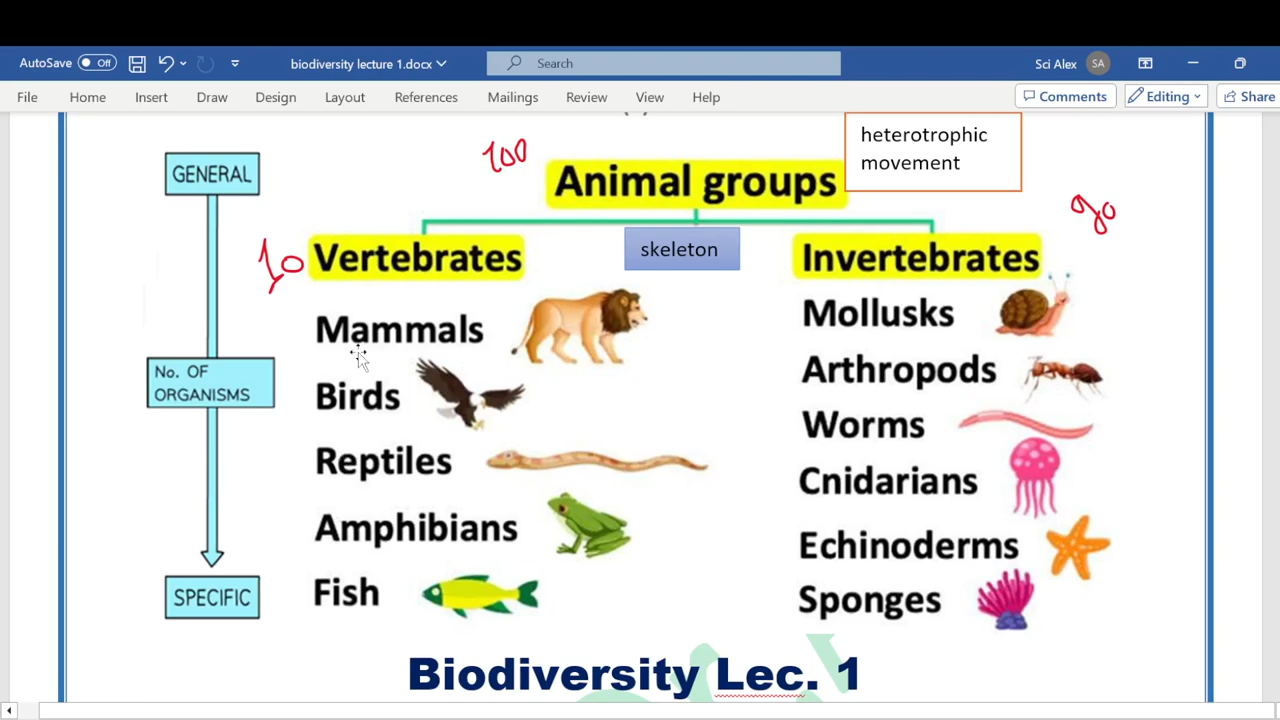 AutoSave Off biodiversity lecture 1.docx Search Sci Alex SA
File Home Insert Draw Design Layout References Mailings Review View Help Comments Editing Share
heterotrophic
movement
100
GENERAL
Animal groups
90
skeleton
10 Vertebrates
Invertebrates
Mammals
Mollusks
No. OF
ORGANISMS
Birds
Arthropods
Reptiles
Worms
Amphibians
Cnidarians
Fish
Echinoderms
SPECIFIC
Sponges
Biodiversity Lec. 1